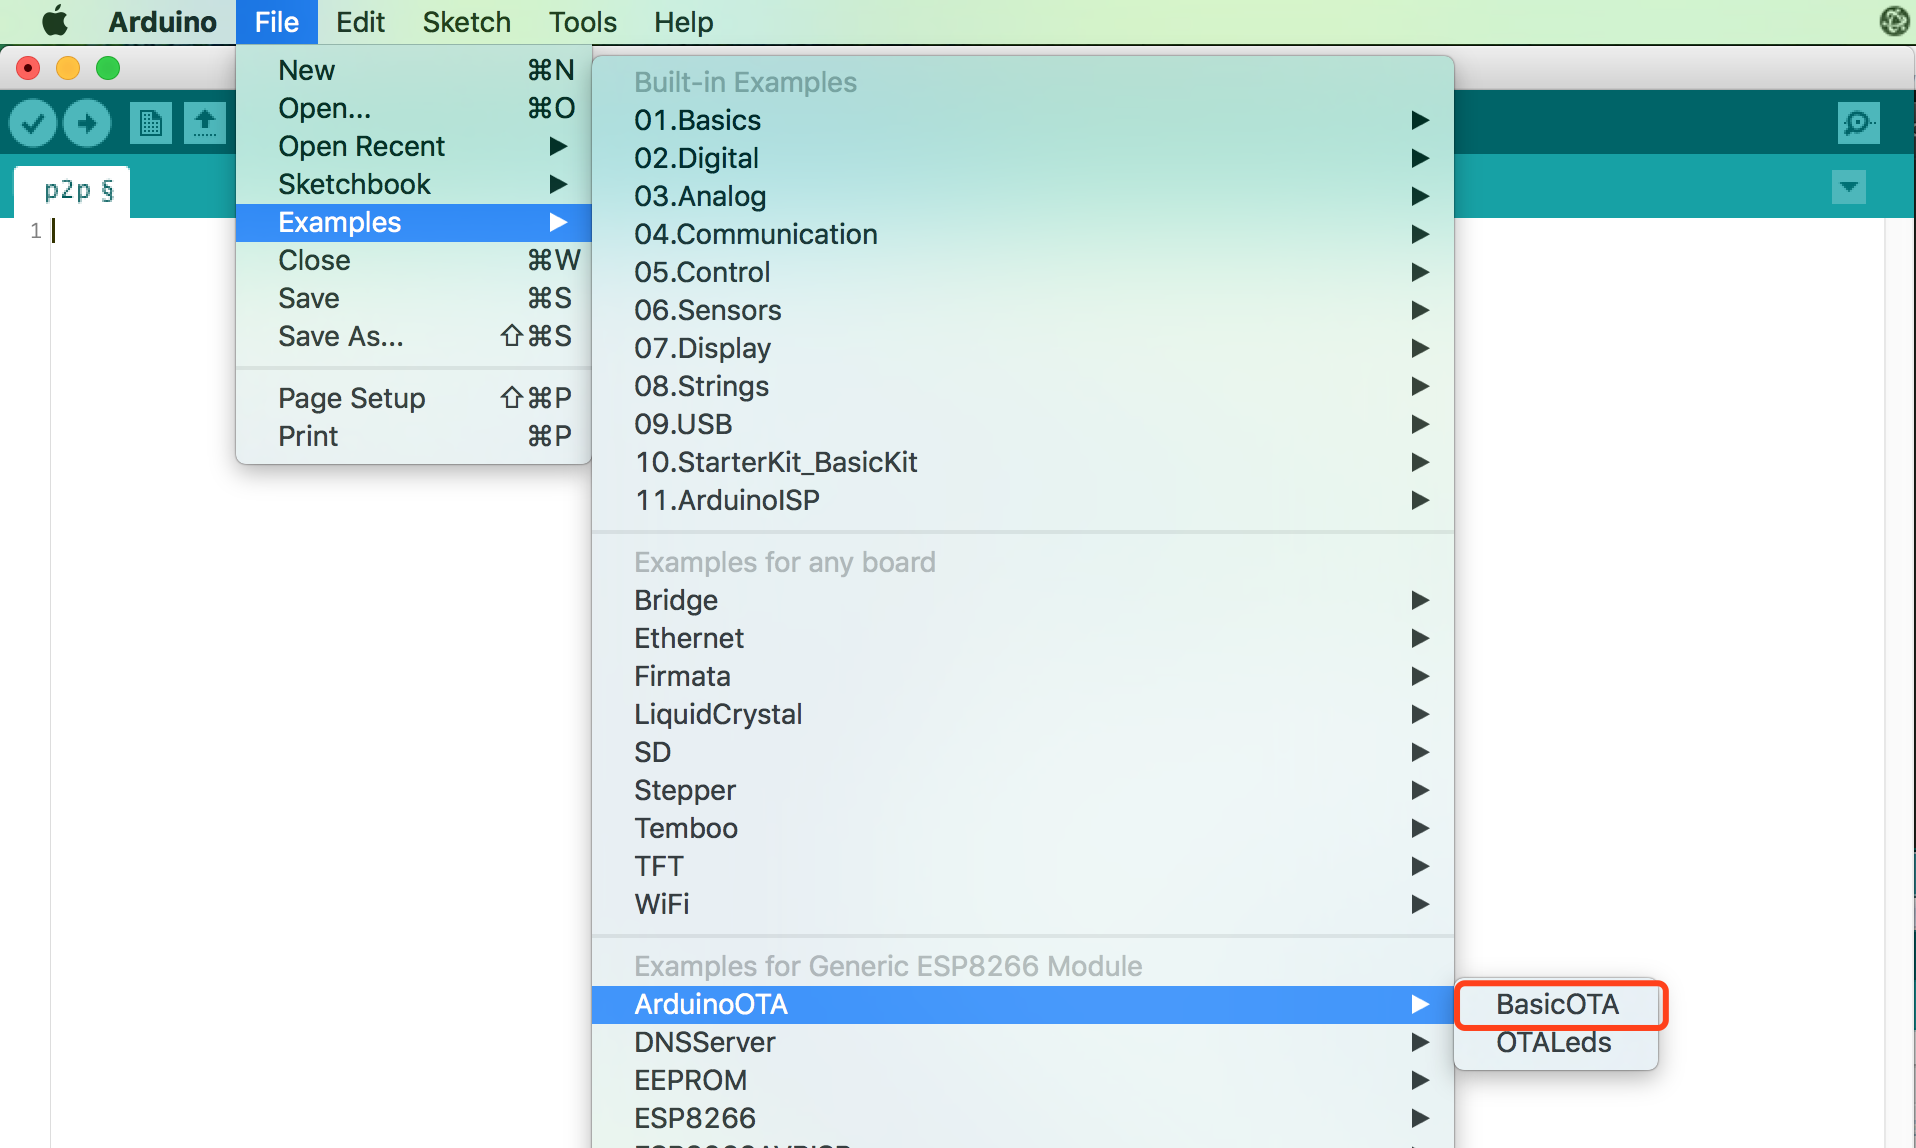 Arduino File Edit Sketch Tools Help
New ⌘N
Open... ⌘O
Open Recent
Sketchbook
Examples
Close ⌘W
Save ⌘S
Save As... ⇧⌘S
Page Setup ⇧⌘P
Print ⌘P
p2p §
1
Built-in Examples
01.Basics
02.Digital
03.Analog
04.Communication
05.Control
06.Sensors
07.Display
08.Strings
09.USB
10.StarterKit_BasicKit
11.ArduinoISP
Examples for any board
Bridge
Ethernet
Firmata
LiquidCrystal
SD
Stepper
Temboo
TFT
WiFi
Examples for Generic ESP8266 Module
ArduinoOTA
DNSServer
EEPROM
ESP8266
BasicOTA
OTALeds